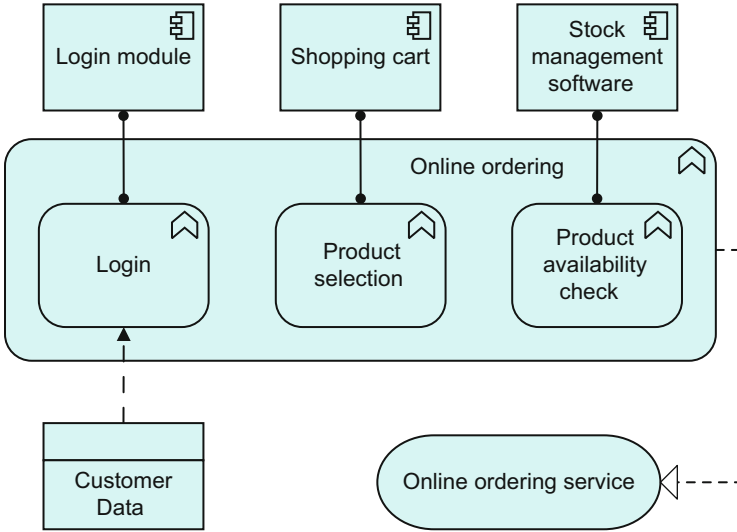 Login module
Shopping cart
Stock
management
software
Online ordering
Login
Product
selection
Product
availability
check
Customer
Data
Online ordering service